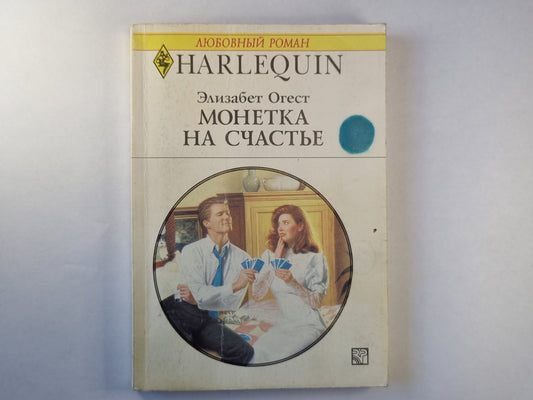 ЛЮБОВНЫЙ РОМАН
HARLEQUIN
Элизабет Огест
МОНЕТКА
НА СЧАСТЬЕ